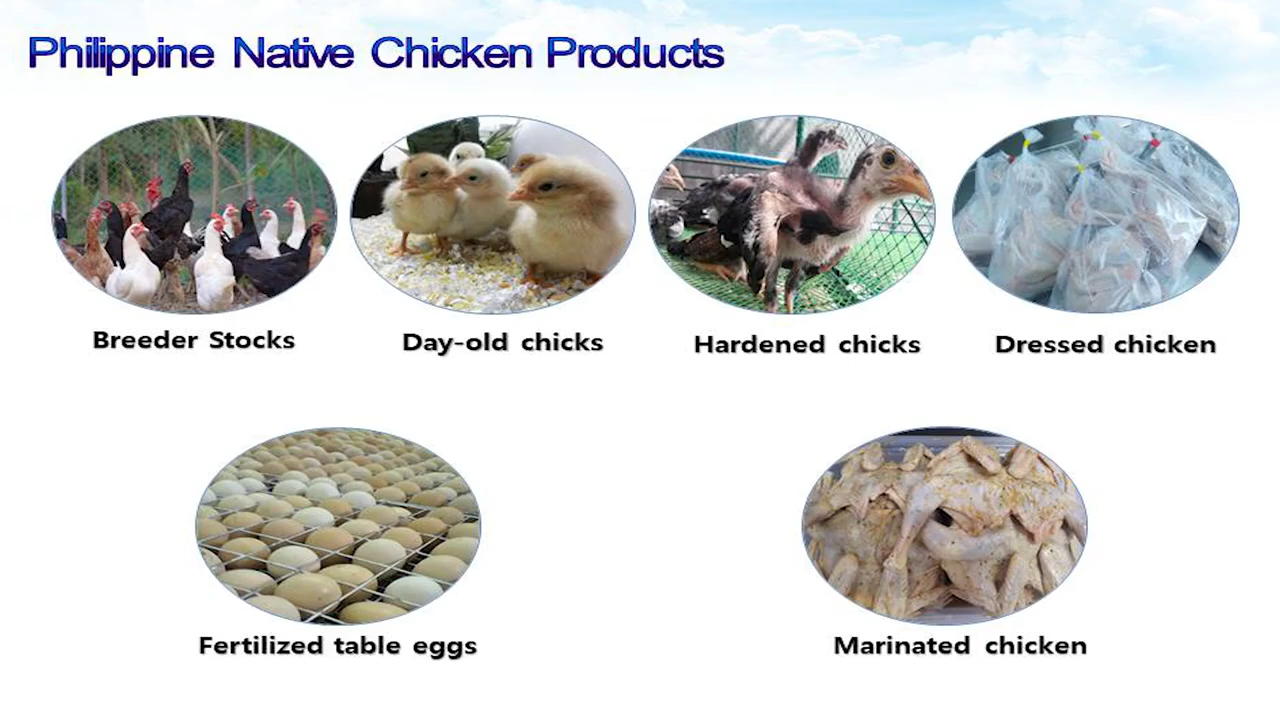 Philippine Native Chicken Products
Breeder Stocks
Day-old chicks
Hardened chicks
Dressed chicken
Fertilized table eggs
Marinated chicken